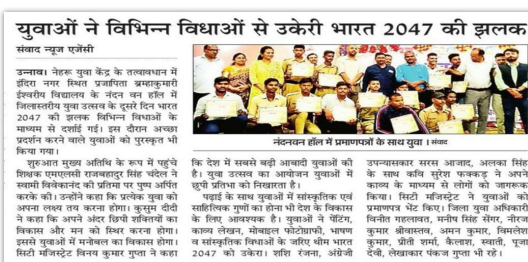 युवाओं ने विभिन्न विधाओं से उकेरी भारत 2047 की झलक
संवाद न्यूज एजेंसी
उन्नाव। नेहरू युवा केंद्र के तत्वावधान में
इंदिरा नगर स्थित प्रजापिता ब्रम्हाकुमारी
ईश्वरीय विद्यालय के नंदन वन हॉल में
जिलास्तरीय युवा उत्सव के दूसरे दिन भारत
2047 की झलक विभिन्न विधाओं के
माध्यम से दर्शाई गई। इस दौरान अच्छा
प्रदर्शन करने वाले युवाओं को पुरस्कृत भी
किया गया।
शुरुआत मुख्य अतिथि के रूप में पहुंचे
शिक्षक एमएलसी राजबहादुर सिंह चंदेल ने
स्वामी विवेकानंद की प्रतिमा पर पुष्प अर्पित
करके की। उन्होंने कहा कि प्रत्येक युवा को
अपना लक्ष्य तय करना होगा। कुसुम दीदी
ने कहा कि अपने अंदर छिपी शक्तियों का
विकास और मन को स्थिर करना होगा।
इससे युवाओं में मनोबल का विकास होगा।
सिटी मजिस्ट्रेट विनय कुमार गुप्ता ने कहा
नंदनवन हॉल में प्रमाणपत्रों के साथ युवा। संवाद
कि देश में सबसे बड़ी आबादी युवाओं की
है। युवा उत्सव का आयोजन युवाओं में
छुपी प्रतिभा को निखारता है।
पढ़ाई के साथ युवाओं में सांस्कृतिक एवं
साहित्यिक गुणों का होना भी देश के विकास
के लिए आवश्यक है। युवाओं ने पेंटिंग,
काव्य लेखन, मोबाइल फोटोग्राफी, भाषण
व सांस्कृतिक विधाओं के जरिए थीम भारत
2047 को उकेरा। शशि रंजना, अंग्रेजी
उपन्यासकार सरस आजाद, अलका सिंह
के साथ कवि सुरेश फक्कड़ ने अपने
काव्य के माध्यम से लोगों को जागरूक
किया। सिटी मजिस्ट्रेट ने युवाओं को
प्रमाणपत्र भेंट किए। जिला युवा अधिकारी
विनीत गहलावत, मनीष सिंह सेंगर, नीरज
कुमार श्रीवास्तव, अमन कुमार, विमलेश
कुमार, प्रीती शर्मा, कैलाश, स्वाती, पूजा
देवी, लेखाकार पंकज गुप्ता भी रहे।